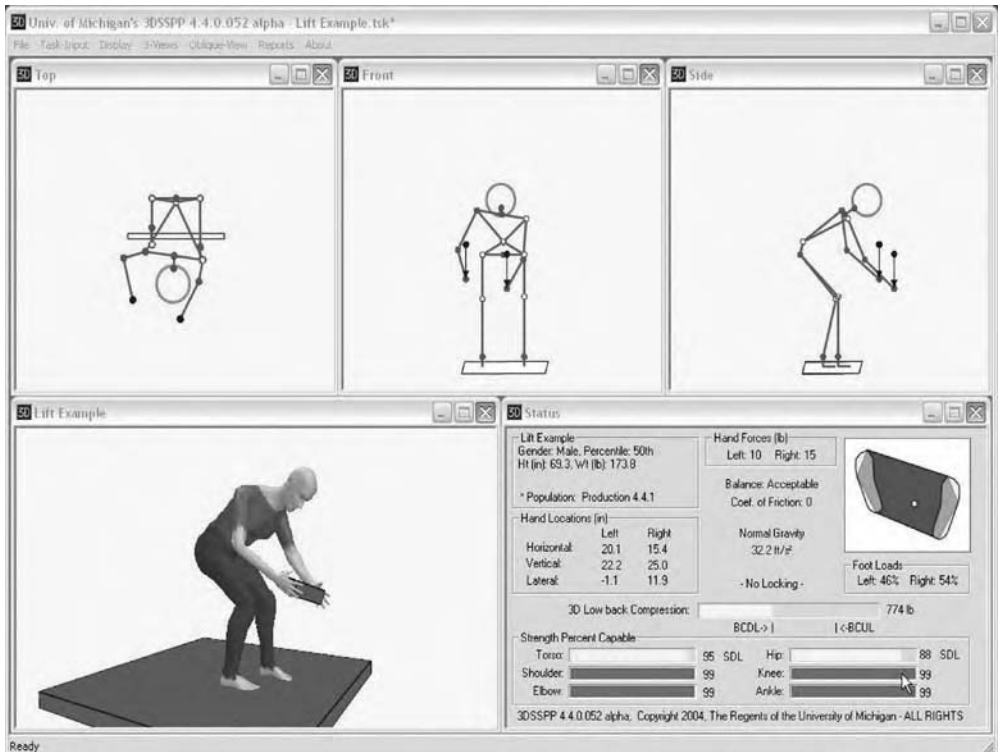 3D Univ. of Michigan's 3DSSPP 4.4.0.052 alpha - Lift Example.tsk*
File Task-Input Display 3-Views Oblique-View Reports About
3D Top
3D Front
3D Side
3D Lift Example
3D Status
Lift Example
Gender: Male, Percentile: 50th
Ht (in): 69.3, Wt (lb): 173.8
* Population: Production 4.4.1
Hand Locations (in)
Left Right
Horizontal: 20.1 15.4
Vertical: 22.2 25.0
Lateral: -1.1 11.9
Hand Forces (lb)
Left: 10 Right: 15
Balance: Acceptable
Coef. of Friction: 0
Normal Gravity
32.2 ft/s²
- No Locking -
Foot Loads
Left: 46% Right: 54%
3D Low back Compression: 774 lb
BCDL-> | | <-BCUL
Strength Percent Capable
Torso: 95 SDL Hip: 88 SDL
Shoulder: 99 Knee: 99
Elbow: 99 Ankle: 99
3DSSPP 4.4.0.052 alpha, Copyright 2004, The Regents of the University of Michigan - ALL RIGHTS
Ready